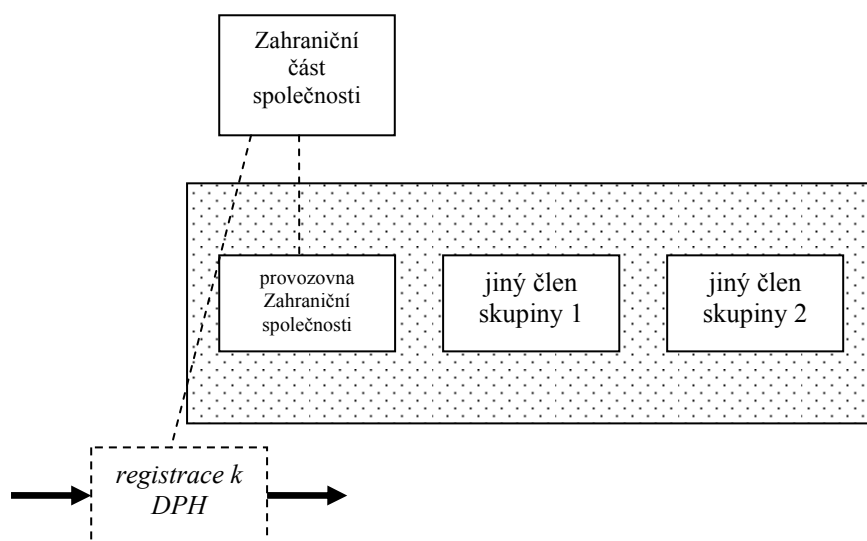 Zahraniční
část
společnosti
provozovna
Zahraniční
společnosti
jiný člen
skupiny 1
jiný člen
skupiny 2
registrace k
DPH